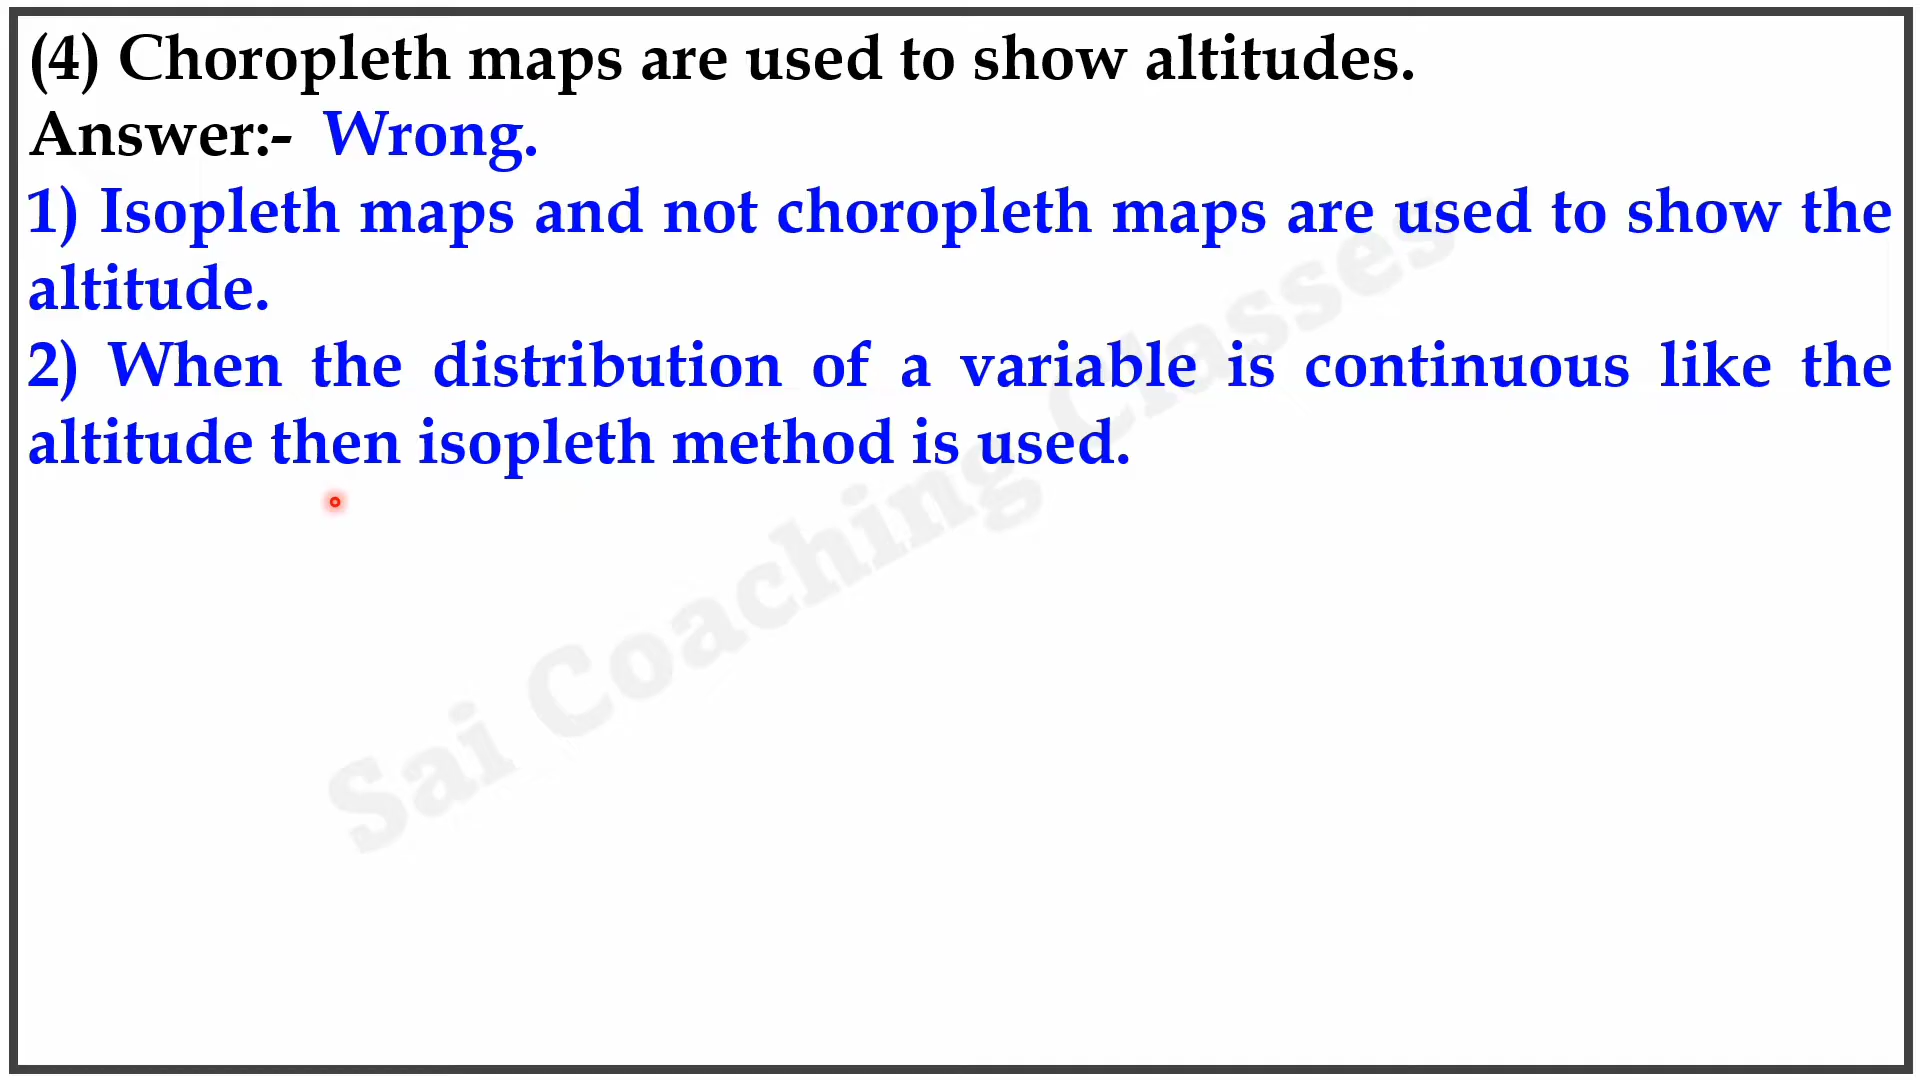 (4) Choropleth maps are used to show altitudes.
Answer:- Wrong.
1) Isopleth maps and not choropleth maps are used to show the
altitude.
2) When the distribution of a variable is continuous like the
altitude then isopleth method is used.
Sai Coaching Classes